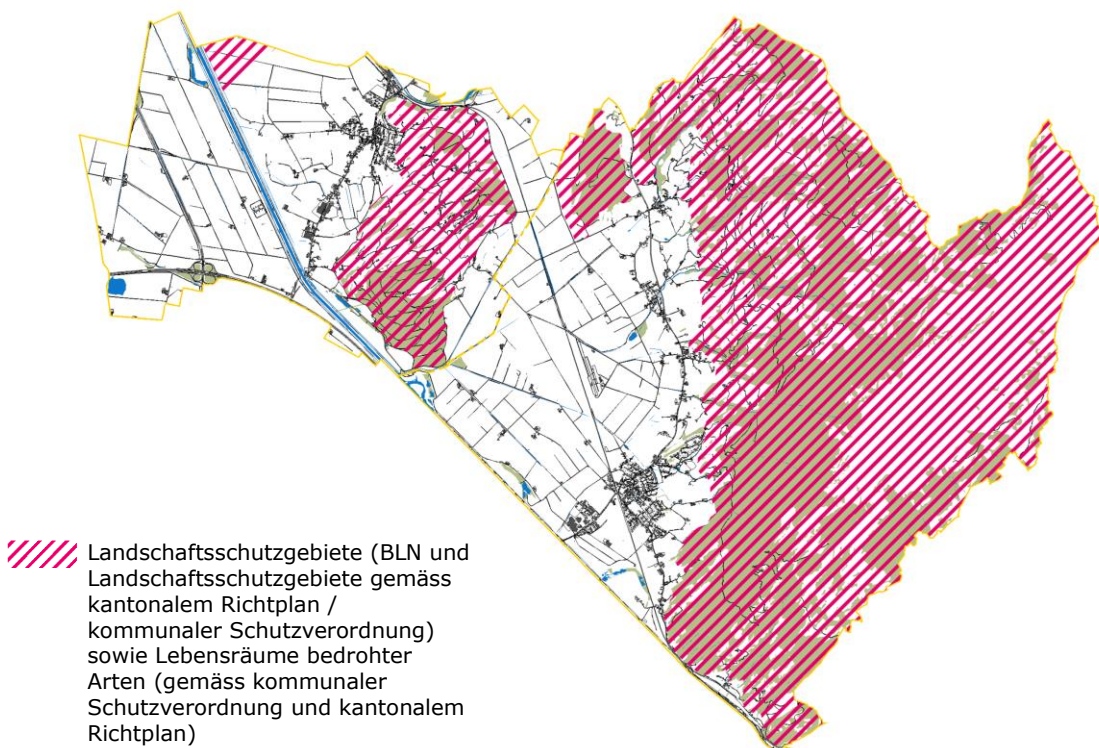 Landschaftsschutzgebiete (BLN und
Landschaftsschutzgebiete gemäss
kantonalem Richtplan /
kommunaler Schutzverordnung)
sowie Lebensräume bedrohter
Arten (gemäss kommunaler
Schutzverordnung und kantonalem
Richtplan)